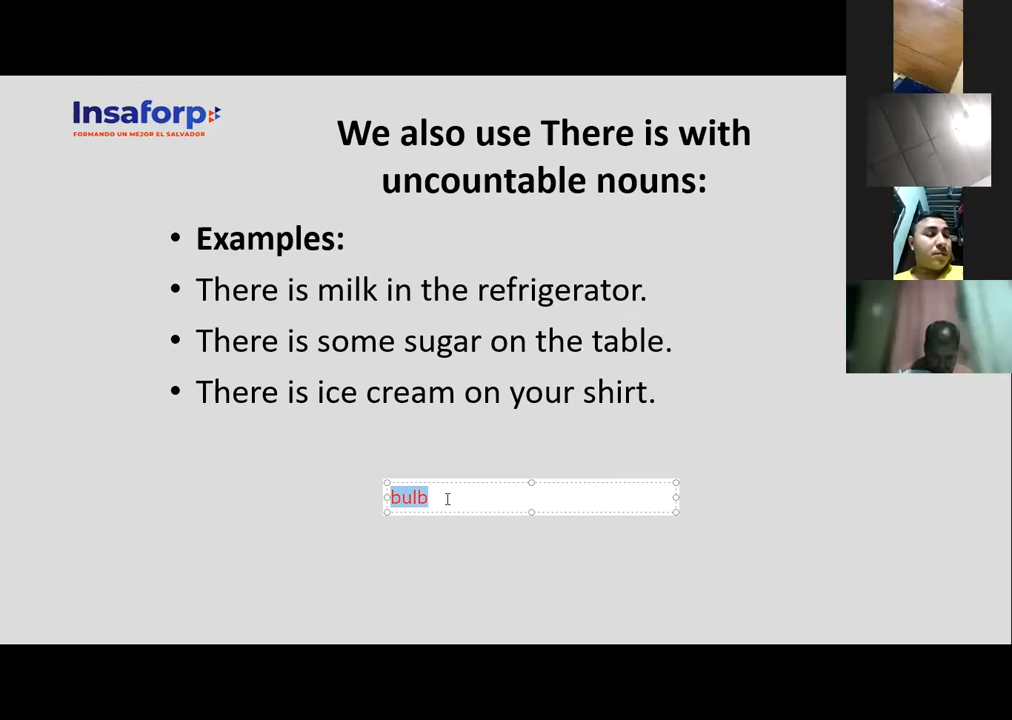 Insaforp
FORMANDO UN MEJOR EL SALVADOR
We also use There is with
uncountable nouns:
• Examples:
• There is milk in the refrigerator.
• There is some sugar on the table.
• There is ice cream on your shirt.
bulb